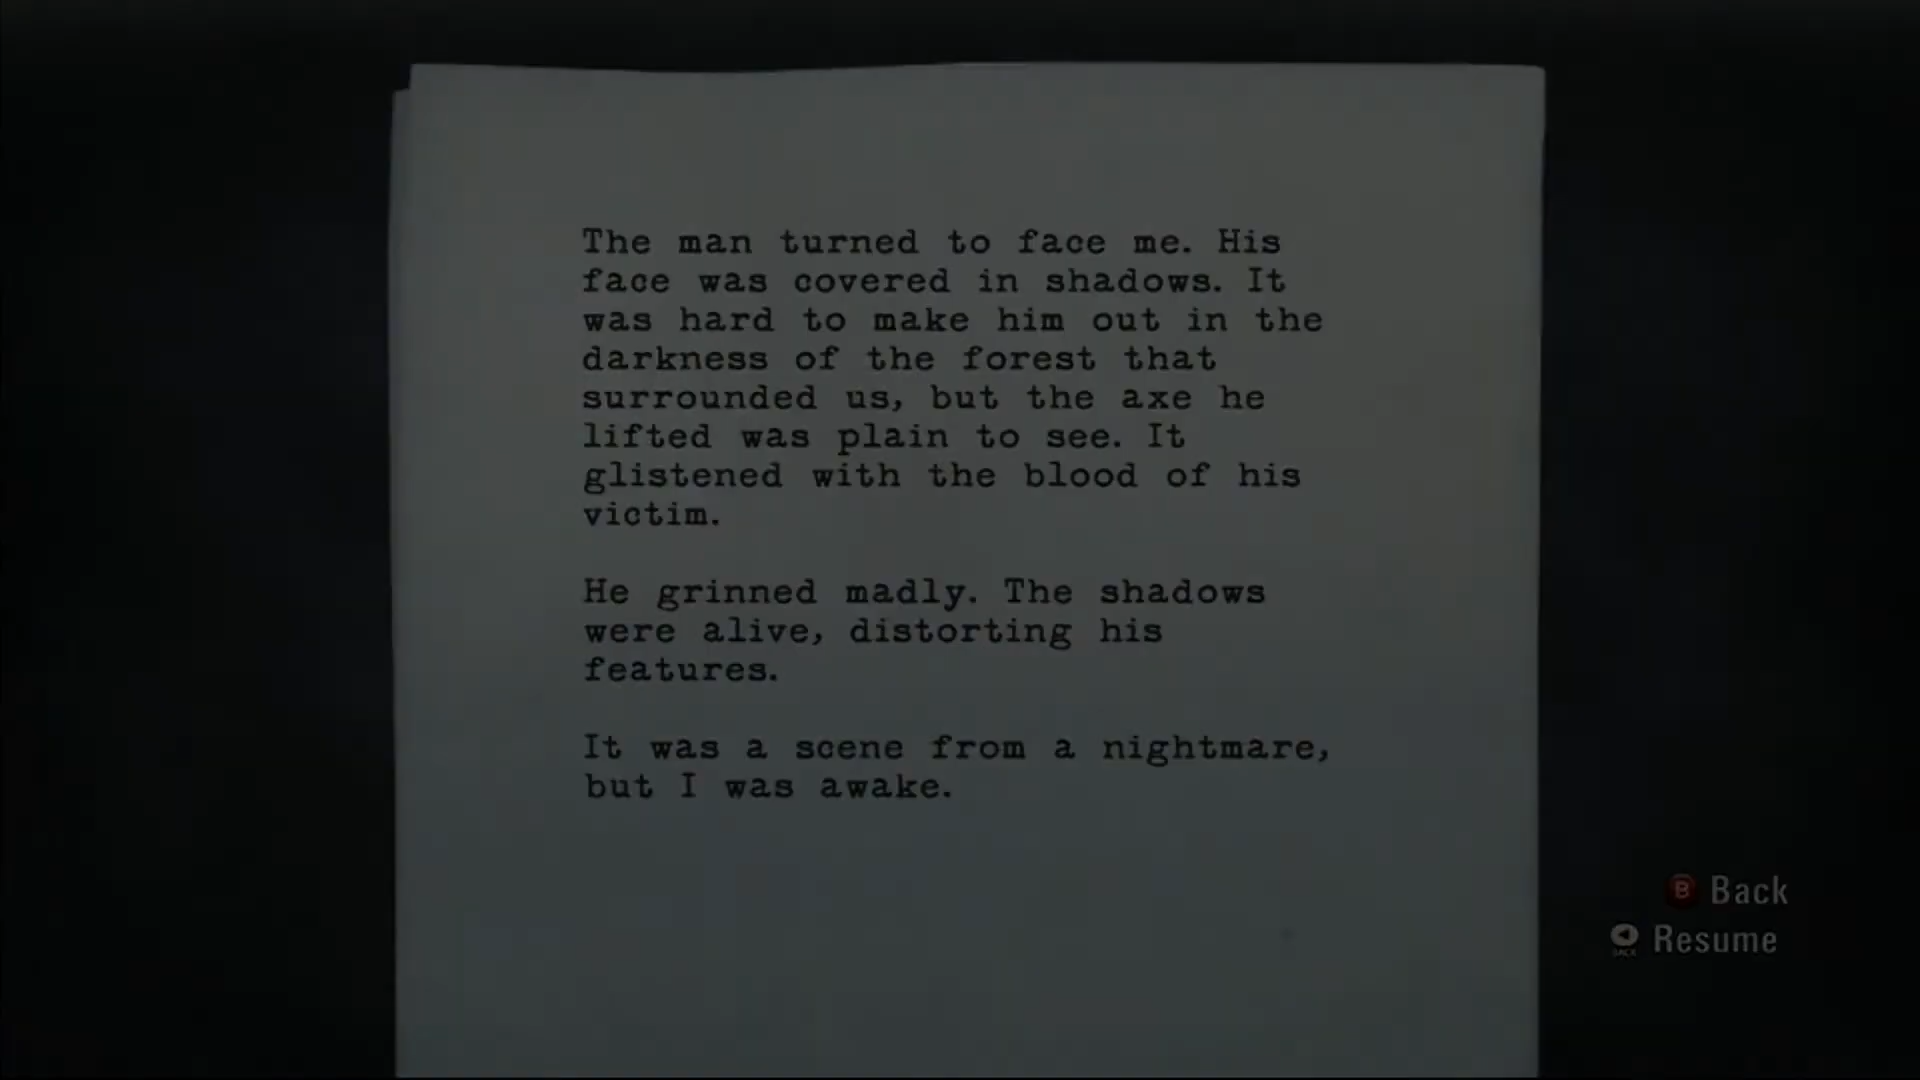 The man turned to face me. His
face was covered in shadows. It
was hard to make him out in the
darkness of the forest that
surrounded us, but the axe he
lifted was plain to see. It
glistened with the blood of his
victim.
He grinned madly. The shadows
were alive, distorting his
features.
It was a scene from a nightmare,
but I was awake.
B Back
BACK Resume